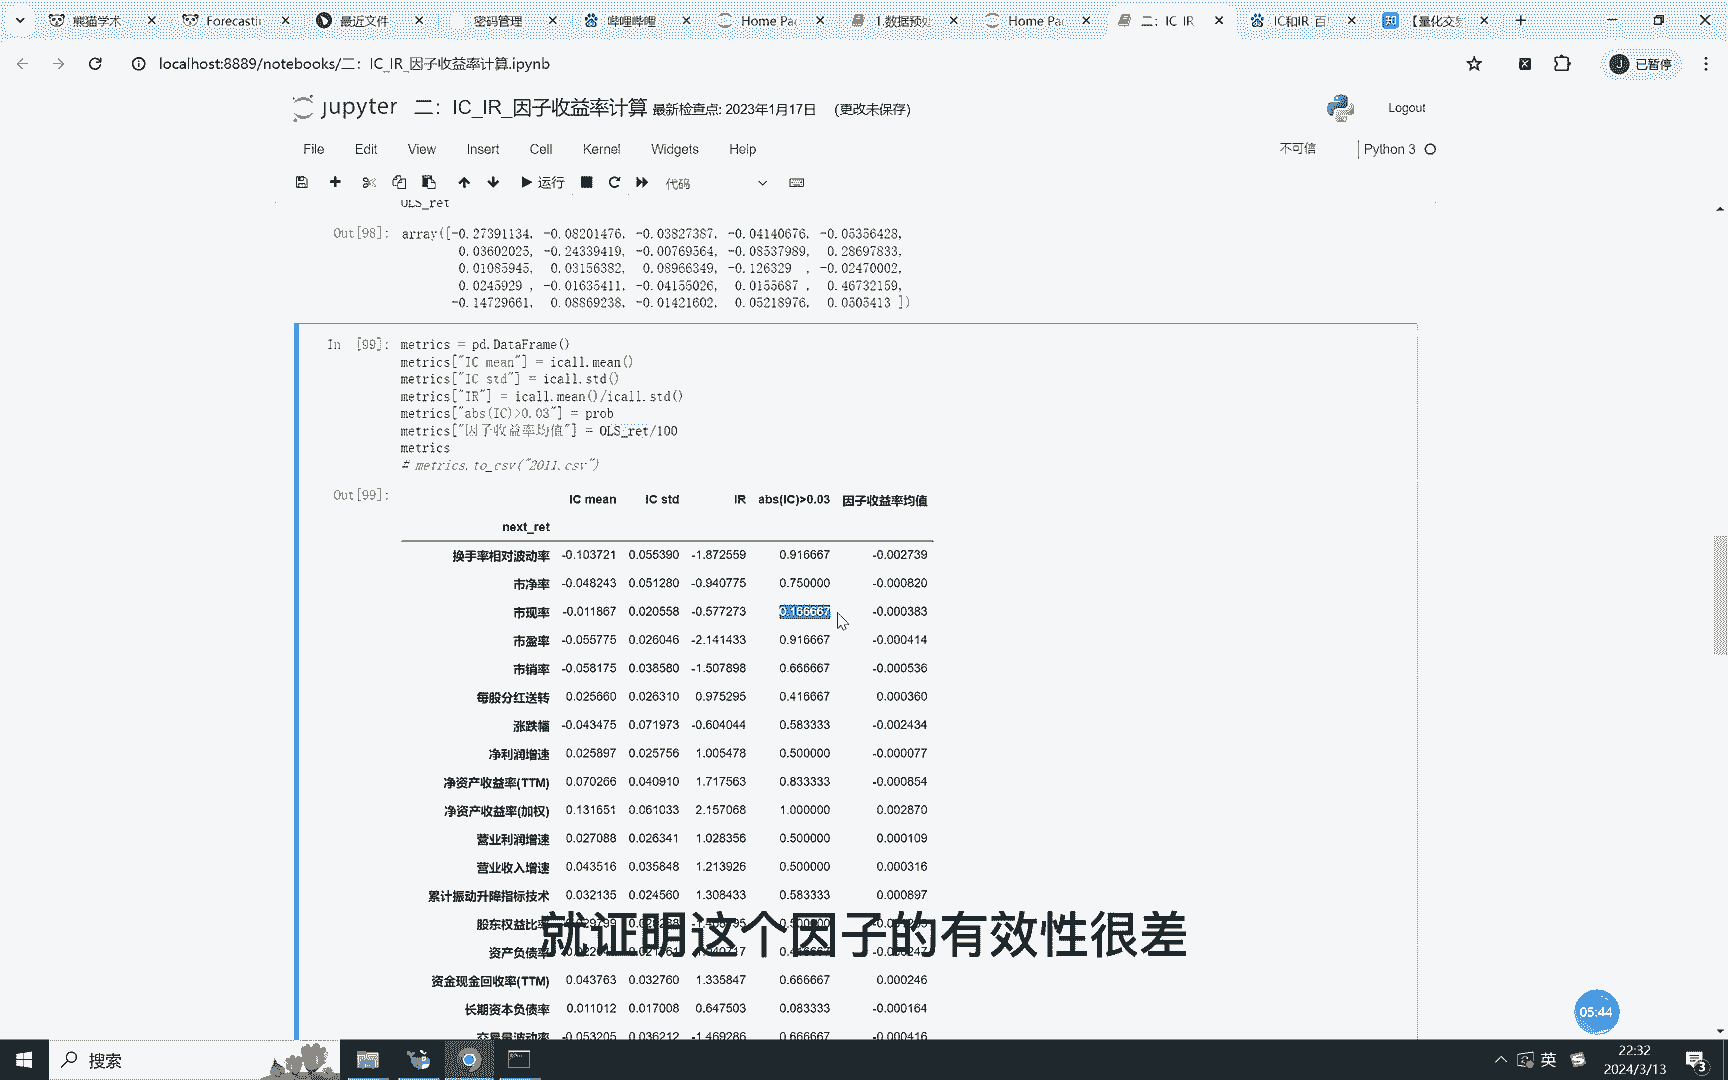 熊猫学术 Forecastin 最近文件 密码管理 哔哩哔哩 Home Pag 1.数据预处 Home Pag 二：IC_IR IC和IR_百 【量化交易
localhost:8889/notebooks/二：IC_IR_因子收益率计算.ipynb 已暂停
jupyter 二：IC_IR_因子收益率计算 最新检查点: 2023年1月17日 (更改未保存) Logout
File Edit View Insert Cell Kernel Widgets Help 不可信 Python 3
运行 代码
OLS_ret
Out[98]: array([-0.27391134, -0.08201476, -0.03827387, -0.04140676, -0.05356428,
0.03602025, -0.24339419, -0.00769564, -0.08537989, 0.28697833,
0.01085945, 0.03156382, 0.08966349, -0.126329 , -0.02470002,
0.0245929 , -0.01635411, -0.04155026, 0.0155687 , 0.46732159,
-0.14729661, 0.08869238, -0.01421602, 0.05218976, 0.0505413 ])
In [99]: metrics = pd.DataFrame()
metrics["IC mean"] = icall.mean()
metrics["IC std"] = icall.std()
metrics["IR"] = icall.mean()/icall.std()
metrics["abs(IC)>0.03"] = prob
metrics["因子收益率均值"] = OLS_ret/100
metrics
# metrics.to_csv("2011.csv")
Out[99]: IC mean IC std IR abs(IC)>0.03 因子收益率均值
next_ret
换手率相对波动率 -0.103721 0.055390 -1.872559 0.916667 -0.002739
市净率 -0.048243 0.051280 -0.940775 0.750000 -0.000820
市现率 -0.011867 0.020558 -0.577273 0.166667 -0.000383
市盈率 -0.055775 0.026046 -2.141433 0.916667 -0.000414
市销率 -0.058175 0.038580 -1.507898 0.666667 -0.000536
每股分红送转 0.025660 0.026310 0.975295 0.416667 0.000360
涨跌幅 -0.043475 0.071973 -0.604044 0.583333 -0.002434
净利润增速 0.025897 0.025756 1.005478 0.500000 -0.000077
净资产收益率(TTM) 0.070266 0.040910 1.717563 0.833333 -0.000854
净资产收益率(加权) 0.131651 0.061033 2.157068 1.000000 0.002870
营业利润增速 0.027088 0.026341 1.028356 0.500000 0.000109
营业收入增速 0.043516 0.035848 1.213926 0.500000 0.000316
累计振动升降指标技术 0.032135 0.024560 1.308433 0.583333 0.000897
股东权益比率
就证明这个因子的有效性很差
资产负债率
资金现金回收率(TTM) 0.043763 0.032760 1.335847 0.666667 0.000246
长期资本负债率 0.011012 0.017008 0.647503 0.083333 -0.000164
05:44
交易量波动率 -0.053205 0.036212 -1.469286 0.666667 -0.000416
搜索 英 22:32
2024/3/13 3